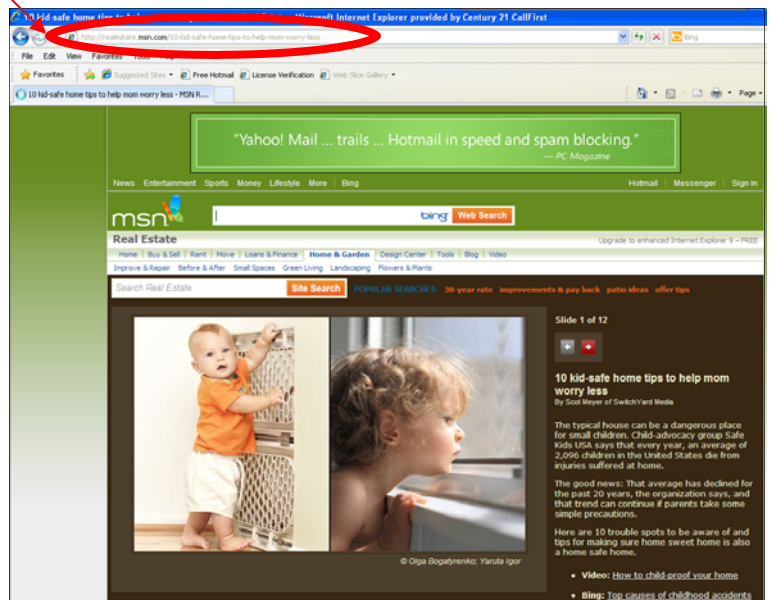 10 kid-safe home tips to help mom worry less Microsoft Internet Explorer provided by Century 21 CallFirst
http://realestate.msn.com/10-kid-safe-home-tips-to-help-mom-worry-less
Bing
File Edit View Favorites Tools Help
Favorites Suggested Sites Free Hotmail License Verification Web Slice Gallery
10 kid-safe home tips to help mom worry less - MSN R...
Page
"Yahoo! Mail ... trails ... Hotmail in speed and spam blocking."
— PC Magazine
News Entertainment Sports Money Lifestyle More Bing
Hotmail Messenger Sign in
msn
bing Web Search
Real Estate
Upgrade to enhanced Internet Explorer 9 – FREE
Home Buy & Sell Rent Move Loans & Finance Home & Garden Design Center Tools Blog Video
Improve & Repair Before & After Small Spaces Green Living Landscaping Flowers & Plants
Search Real Estate Site Search POPULAR SEARCHES: 30-year rate improvements & pay back patio ideas offer tips
Slide 1 of 12
10 kid-safe home tips to help mom
worry less
By Scot Meyer of SwitchYard Media
The typical house can be a dangerous place
for small children. Child-advocacy group Safe
Kids USA says that every year, an average of
2,096 children in the United States die from
injuries suffered at home.
The good news: That average has declined for
the past 20 years, the organization says, and
that trend can continue if parents take some
simple precautions.
Here are 10 trouble spots to be aware of and
tips for making sure home sweet home is also
a home safe home.
© Olga Bogatyrenko; Yaruta Igor
• Video: How to child-proof your home
• Bing: Top causes of childhood accidents